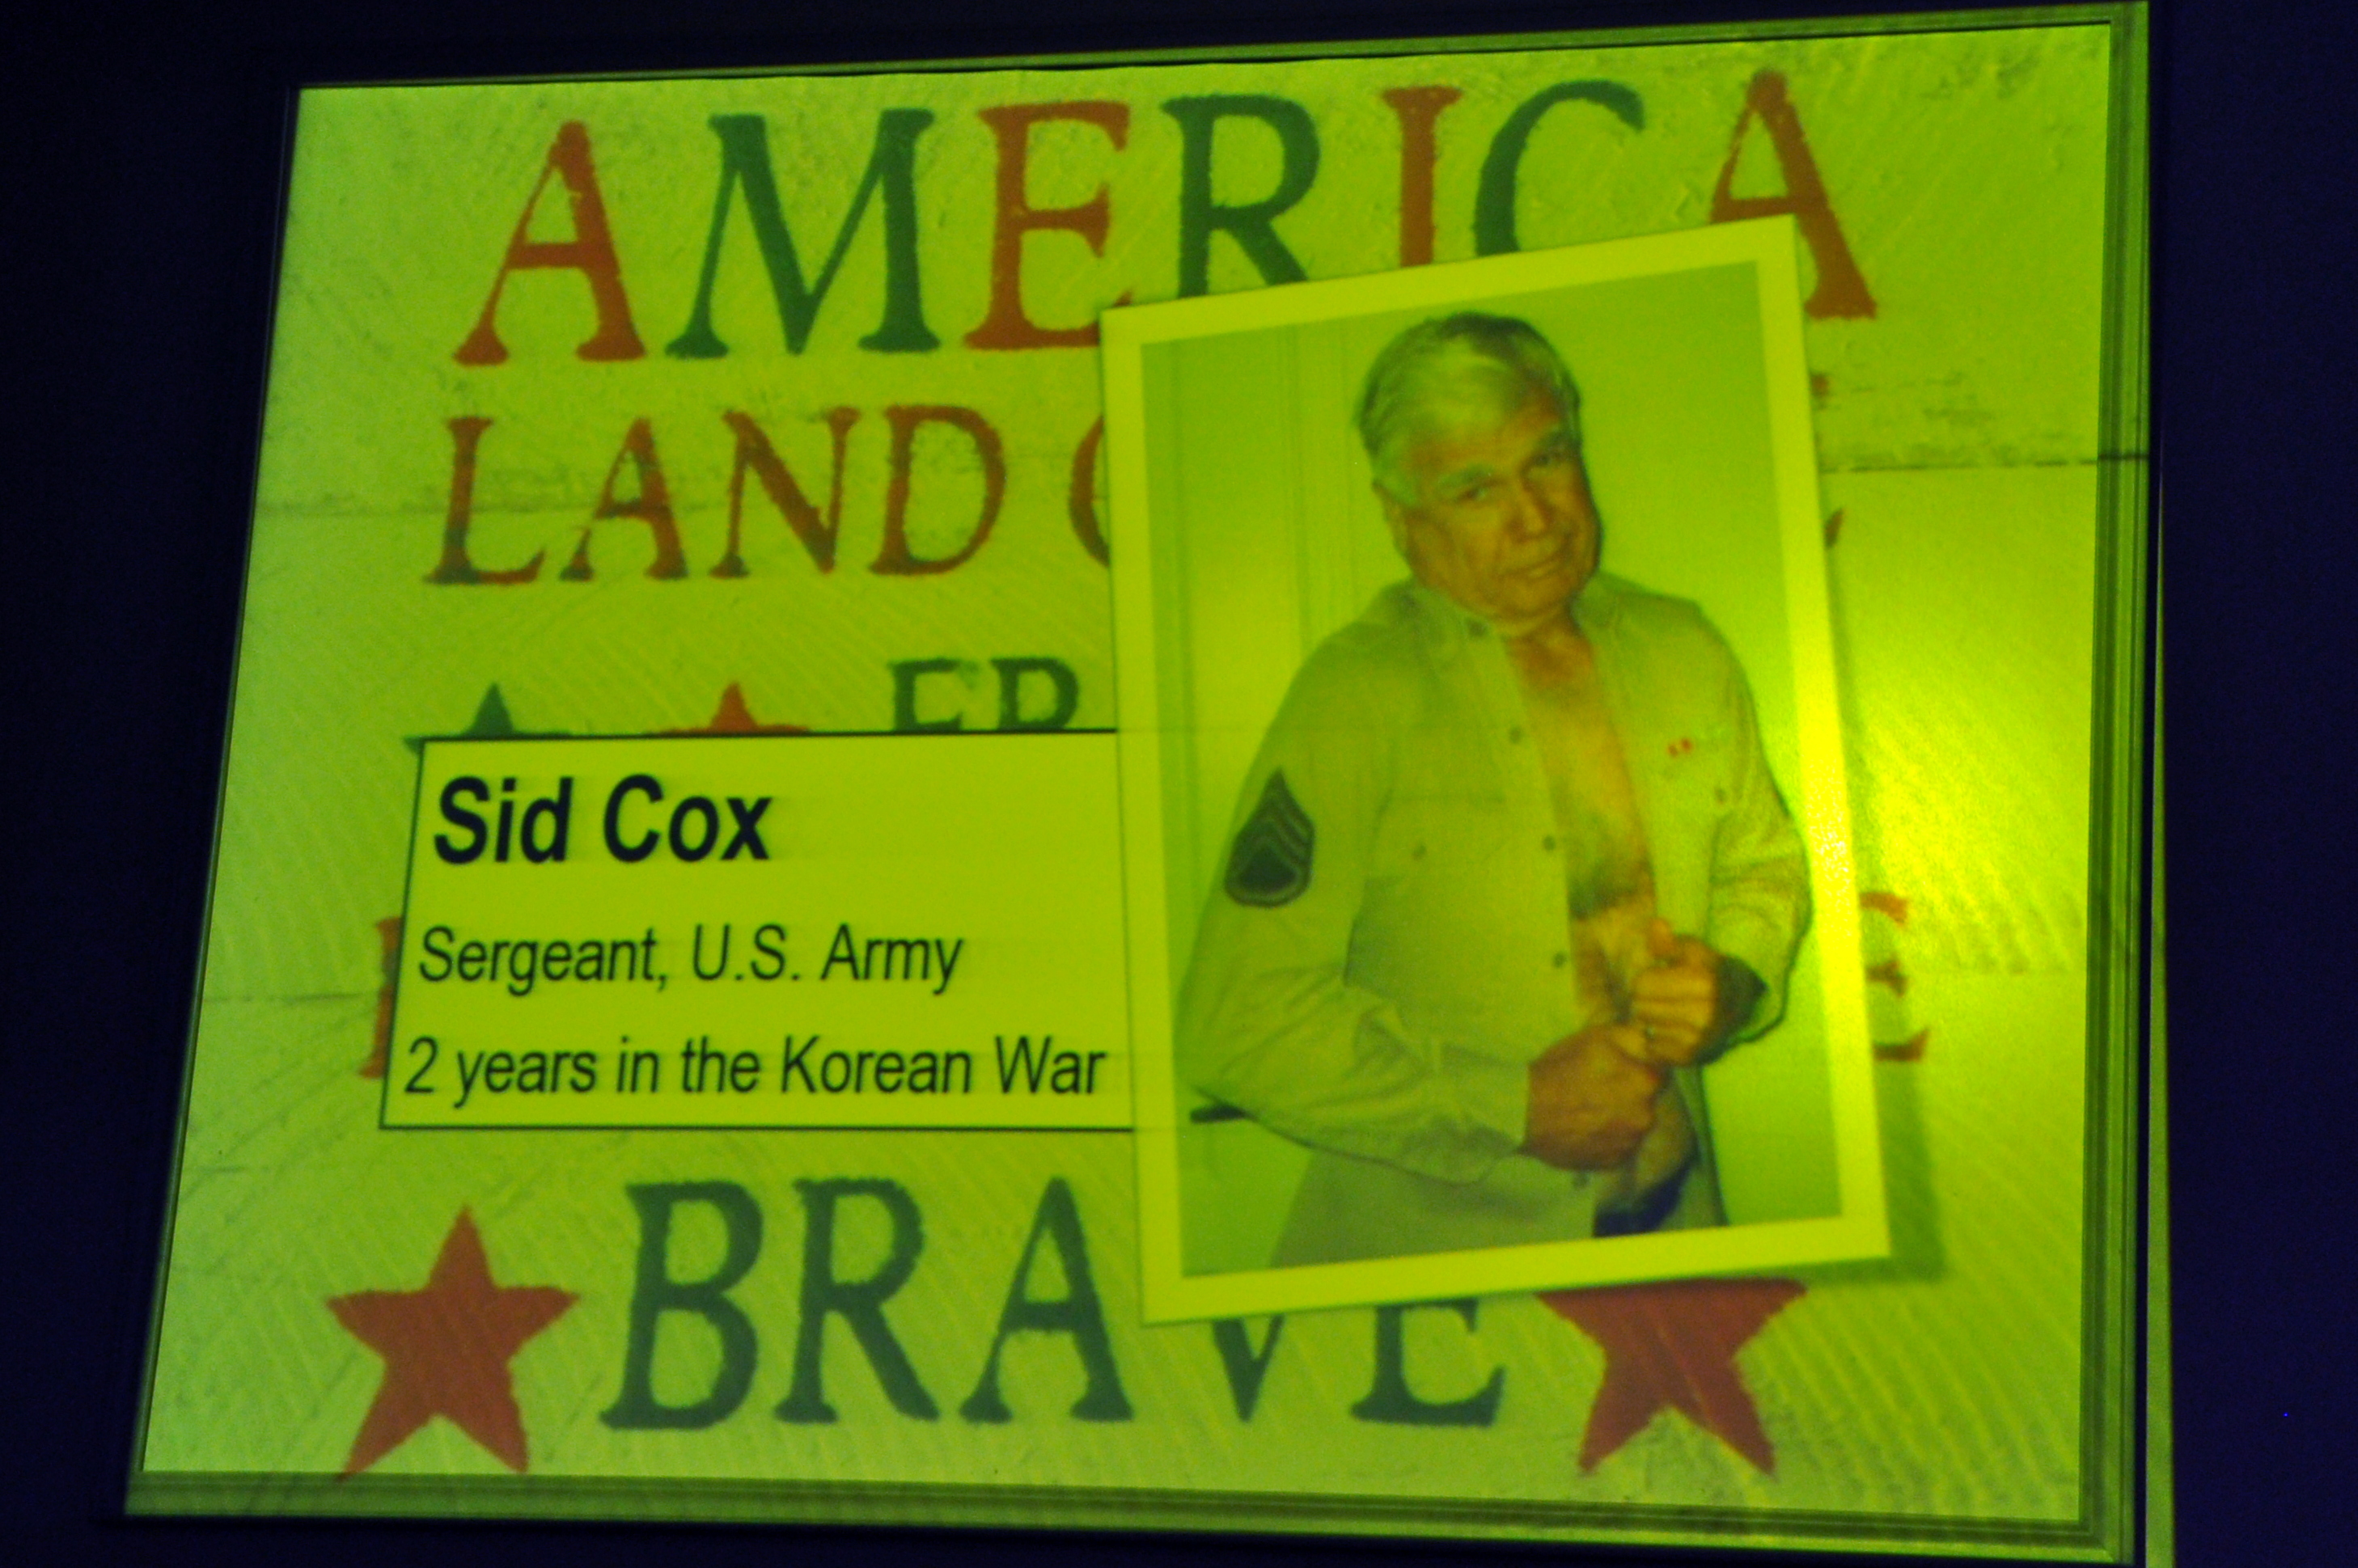 AMERICA
LAND
Sid Cox
Sergeant, U.S. Army
2 years in the Korean War
BRAVE